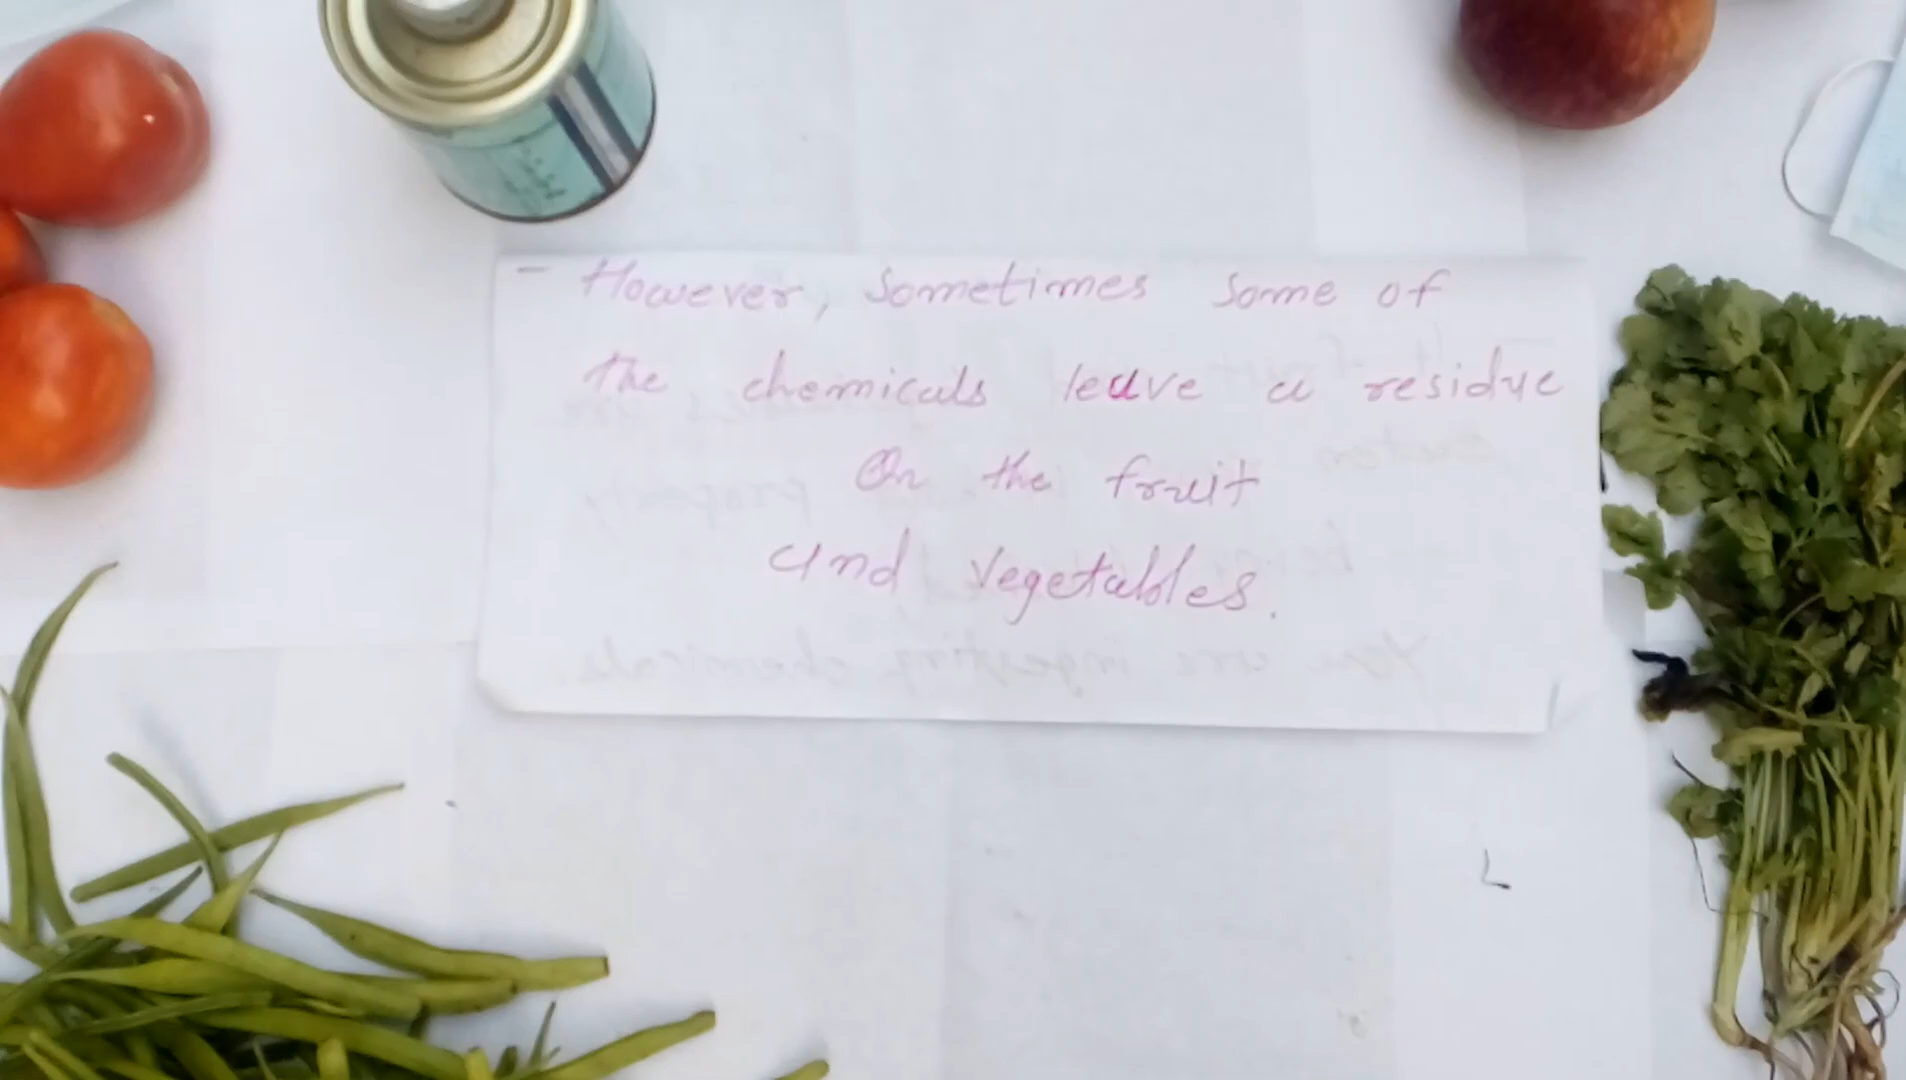 - However, Sometimes Some of
the chemicals leave a residue
On the fruit
and Vegetables.